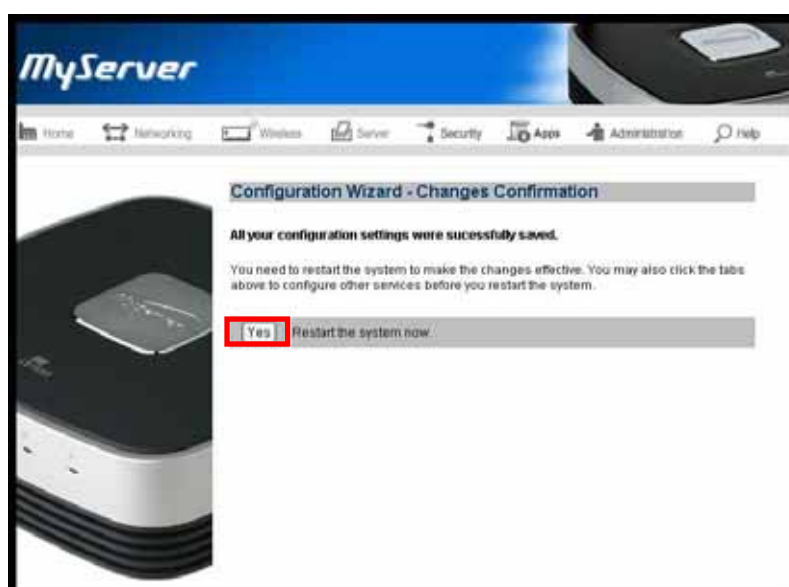 MyServer
Home Networking Wireless Server Security Apps Administration Help
Configuration Wizard - Changes Confirmation
All your configuration settings were sucessfully saved.
You need to restart the system to make the changes effective. You may also click the tabs
above to configure other services before you restart the system.
Yes Restart the system now.